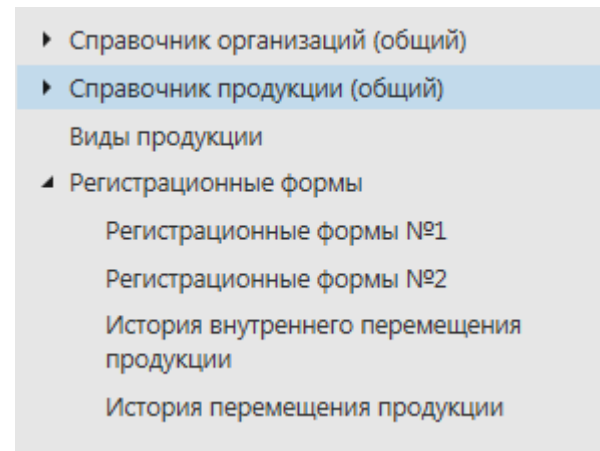 Справочник организаций (общий)
Справочник продукции (общий)
Виды продукции
Регистрационные формы
Регистрационные формы №1
Регистрационные формы №2
История внутреннего перемещения
продукции
История перемещения продукции